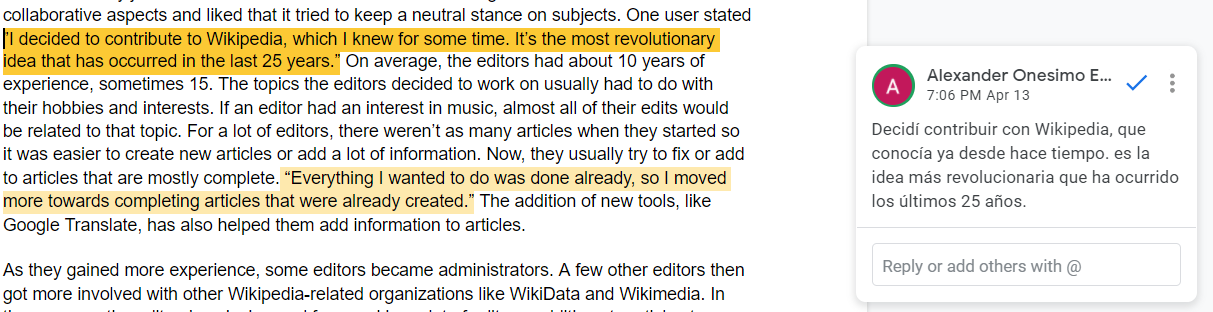 collaborative aspects and liked that it tried to keep a neutral stance on subjects. One user stated
"I decided to contribute to Wikipedia, which I knew for some time. It's the most revolutionary
idea that has occurred in the last 25 years." On average, the editors had about 10 years of
experience, sometimes 15. The topics the editors decided to work on usually had to do with
their hobbies and interests. If an editor had an interest in music, almost all of their edits would
be related to that topic. For a lot of editors, there weren't as many articles when they started so
it was easier to create new articles or add a lot of information. Now, they usually try to fix or add
to articles that are mostly complete. “Everything I wanted to do was done already, so I moved
more towards completing articles that were already created.” The addition of new tools, like
Google Translate, has also helped them add information to articles.
As they gained more experience, some editors became administrators. A few other editors then
got more involved with other Wikipedia-related organizations like WikiData and Wikimedia. In
A
Alexander Onesimo E...
7:06 PM Apr 13
Decidí contribuir con Wikipedia, que
conocía ya desde hace tiempo. es la
idea más revolucionaria que ha ocurrido
los últimos 25 años.
Reply or add others with @